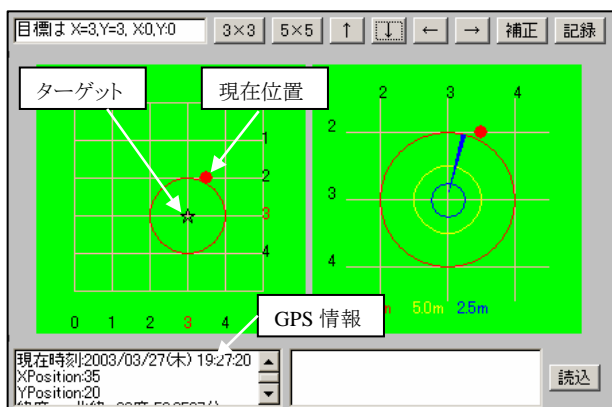 目標は X=3,Y=3, X:0,Y:0
3×3
5×5
↑
↓
←
→
補正
記録
ターゲット
現在位置
1
2
3
4
0 1 2 3 4
2 3 4
2
3
4
5.0m 2.5m
GPS 情報
現在時刻:2003/03/27(木) 19:27:20
XPosition:35
YPosition:20
読込